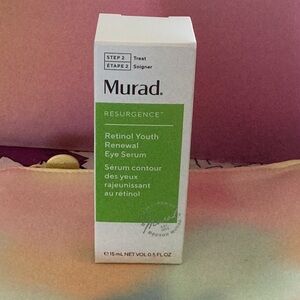 STEP 2 Treat
ÉTAPE 2 Soigner
Murad.
RESURGENCE™
Retinol Youth
Renewal
Eye Serum
Sérum contour
des yeux
rajeunissant
au rétinol
℮ 15 mL NET VOL 0.5 FL OZ